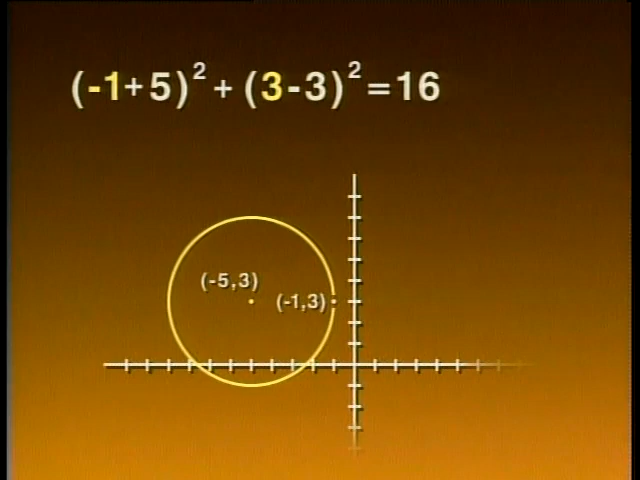 (-1+5)² + (3-3)² = 16
(-5,3)
(-1,3)